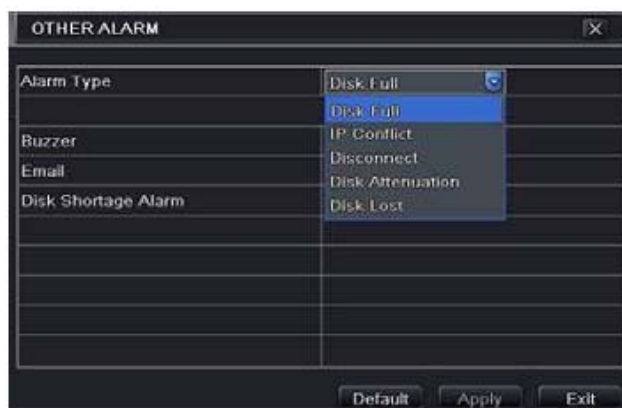 OTHER ALARM X
Alarm Type Disk Full
Disk Full
Buzzer IP Conflict
Disconnect
Email Disk Attenuation
Disk Shortage Alarm Disk Lost
Default Apply Exit